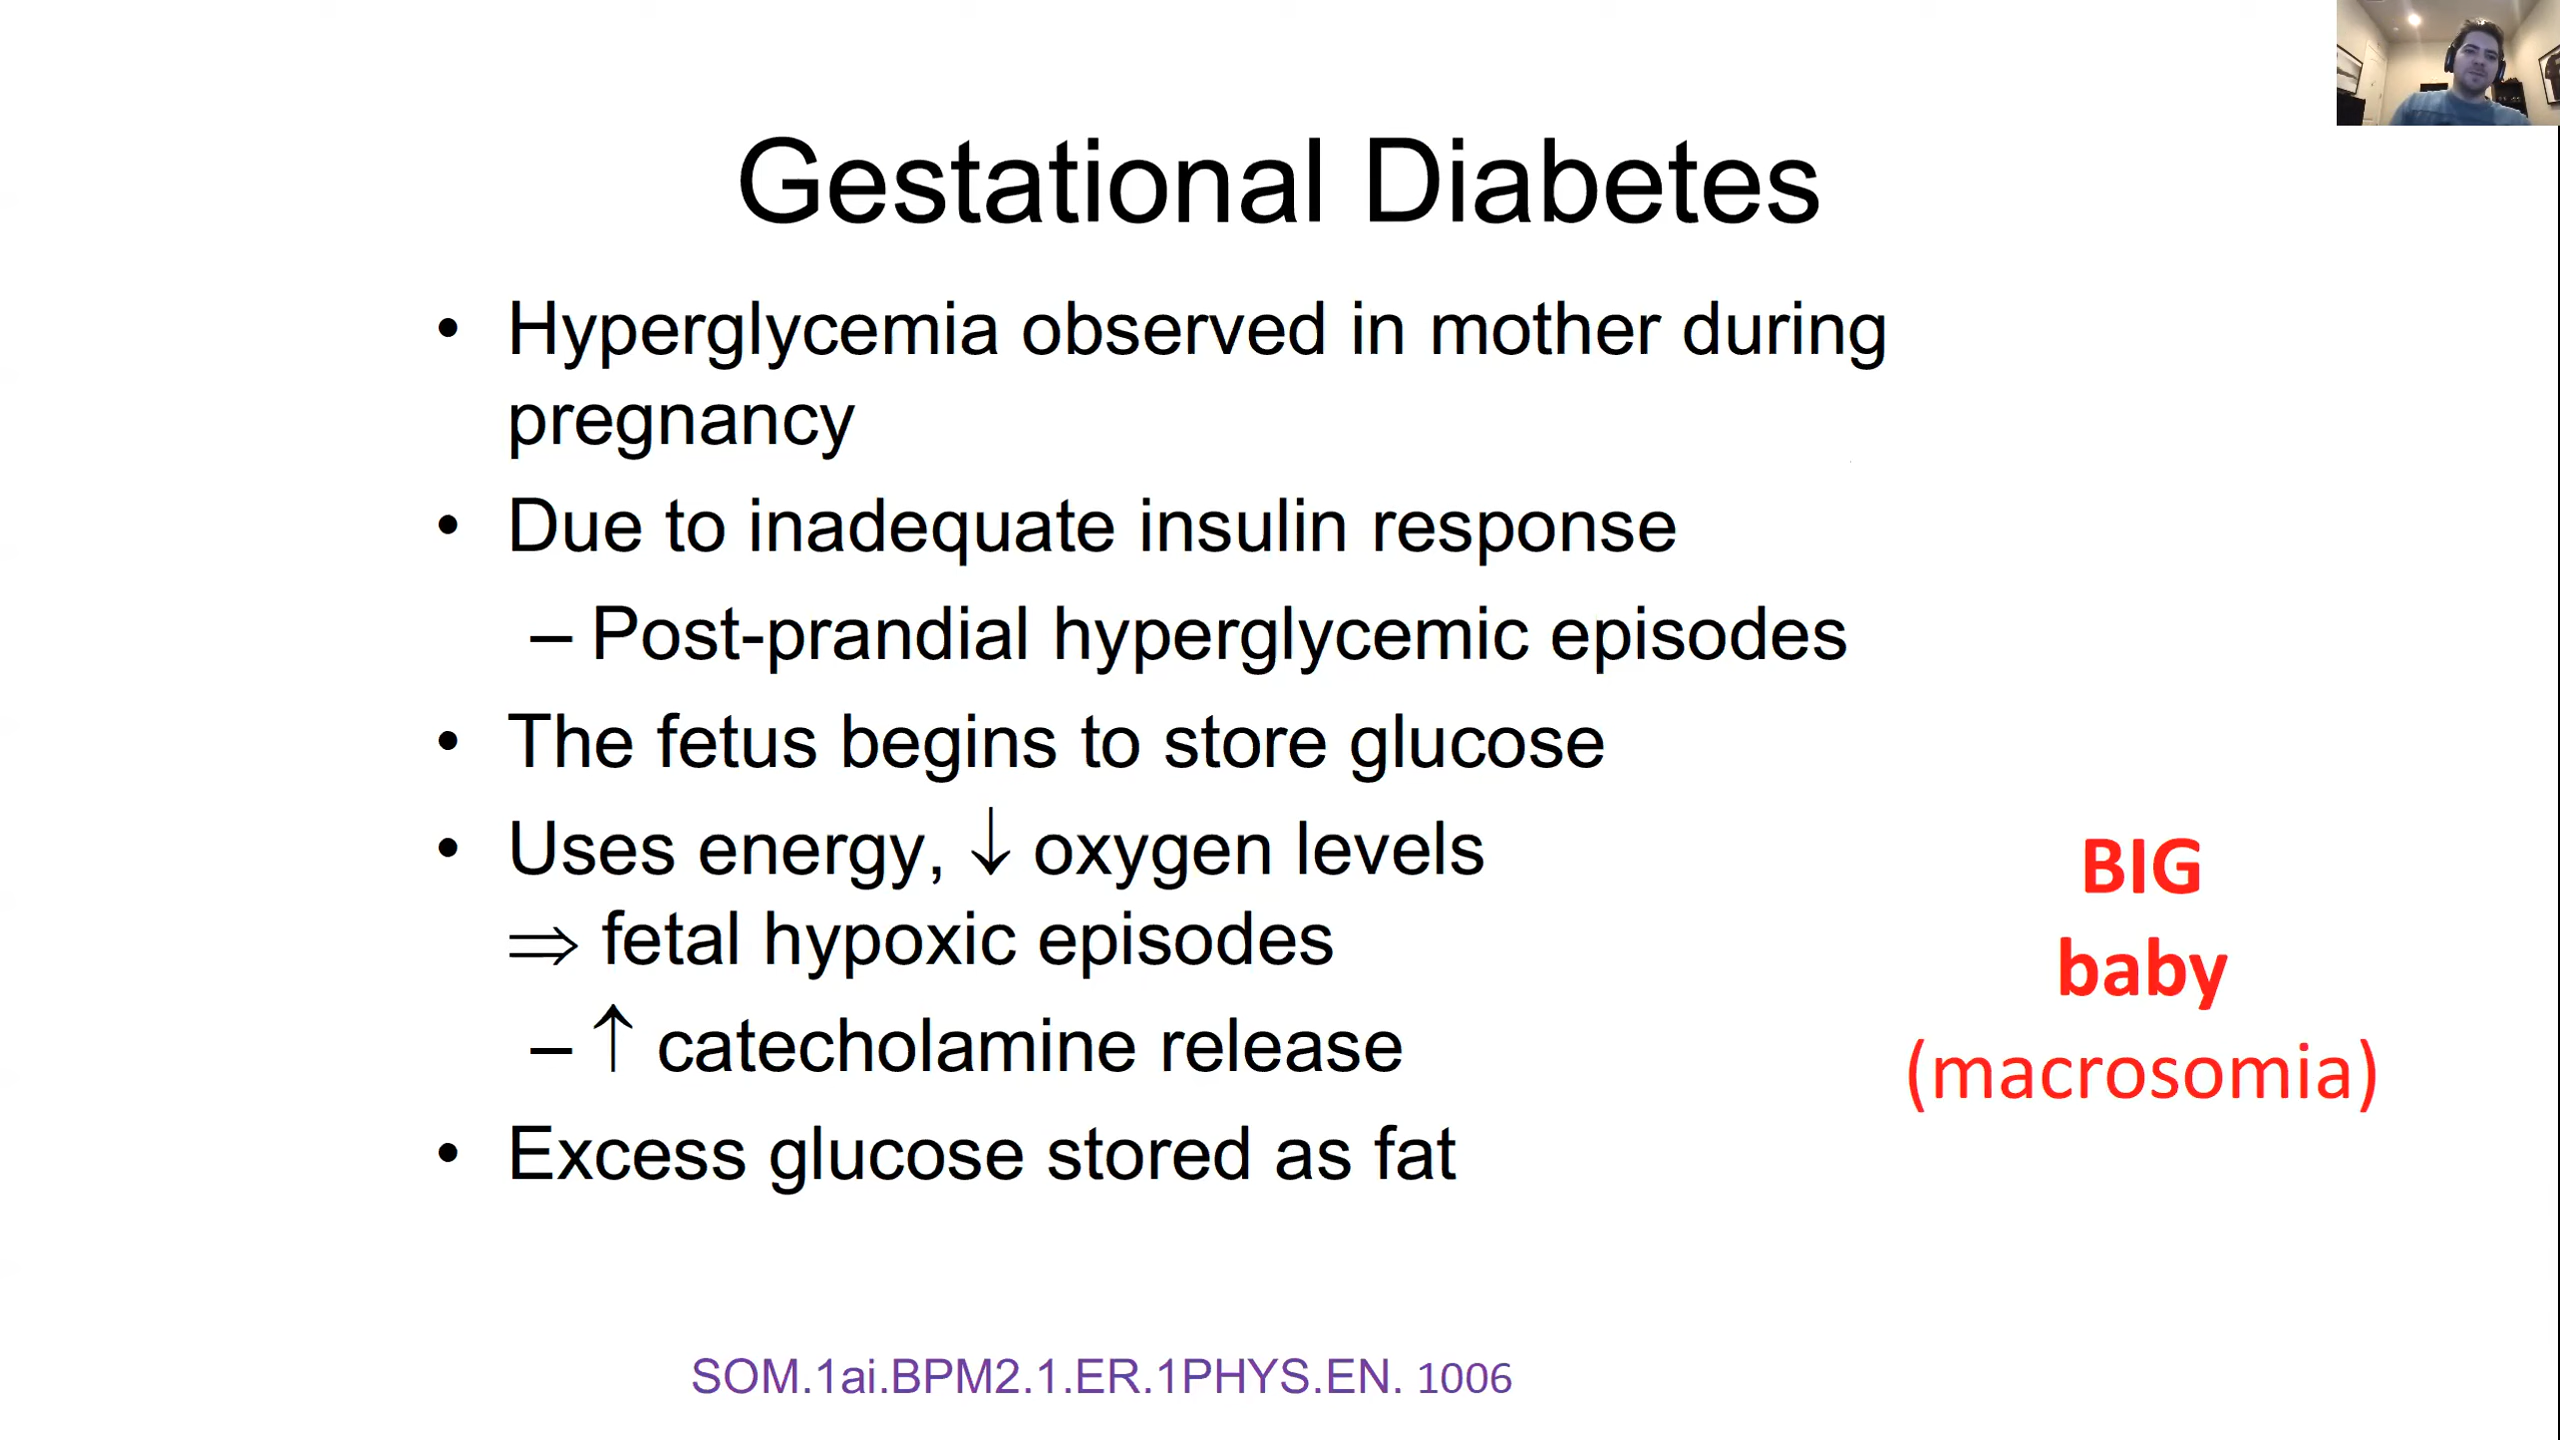 Gestational Diabetes
• Hyperglycemia observed in mother during
pregnancy
• Due to inadequate insulin response
– Post-prandial hyperglycemic episodes
• The fetus begins to store glucose
• Uses energy, ↓ oxygen levels
⇒ fetal hypoxic episodes
– ↑ catecholamine release
• Excess glucose stored as fat
BIG
baby
(macrosomia)
SOM.1ai.BPM2.1.ER.1PHYS.EN. 1006